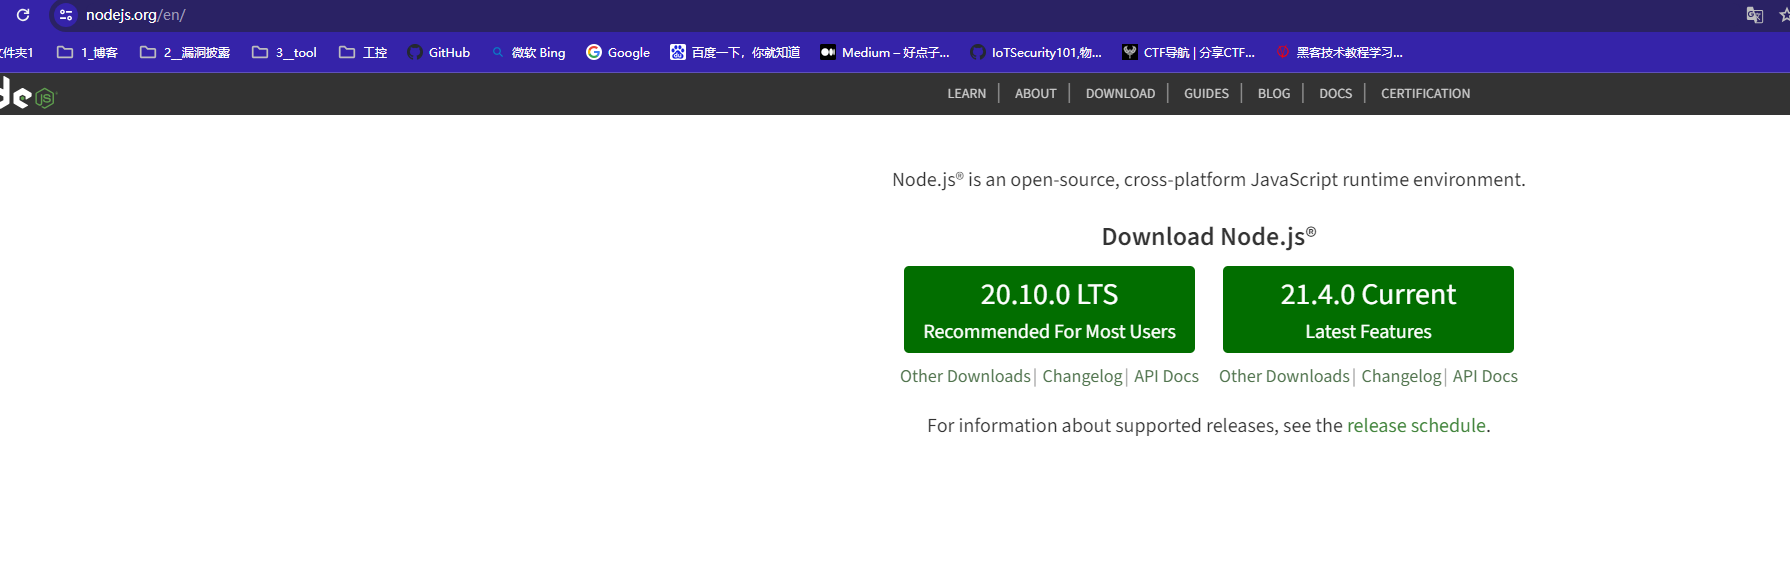 nodejs.org/en/
文件夹1 1_博客 2__漏洞披露 3__tool 工控 GitHub 微软 Bing Google 百度一下，你就知道 Medium – 好点子... IoTSecurity101,物... CTF导航 | 分享CTF... 黑客技术教程学习...
de JS
LEARN | ABOUT | DOWNLOAD | GUIDES | BLOG | DOCS | CERTIFICATION
Node.js® is an open-source, cross-platform JavaScript runtime environment.
Download Node.js®
20.10.0 LTS
Recommended For Most Users
21.4.0 Current
Latest Features
Other Downloads | Changelog | API Docs
Other Downloads | Changelog | API Docs
For information about supported releases, see the release schedule.